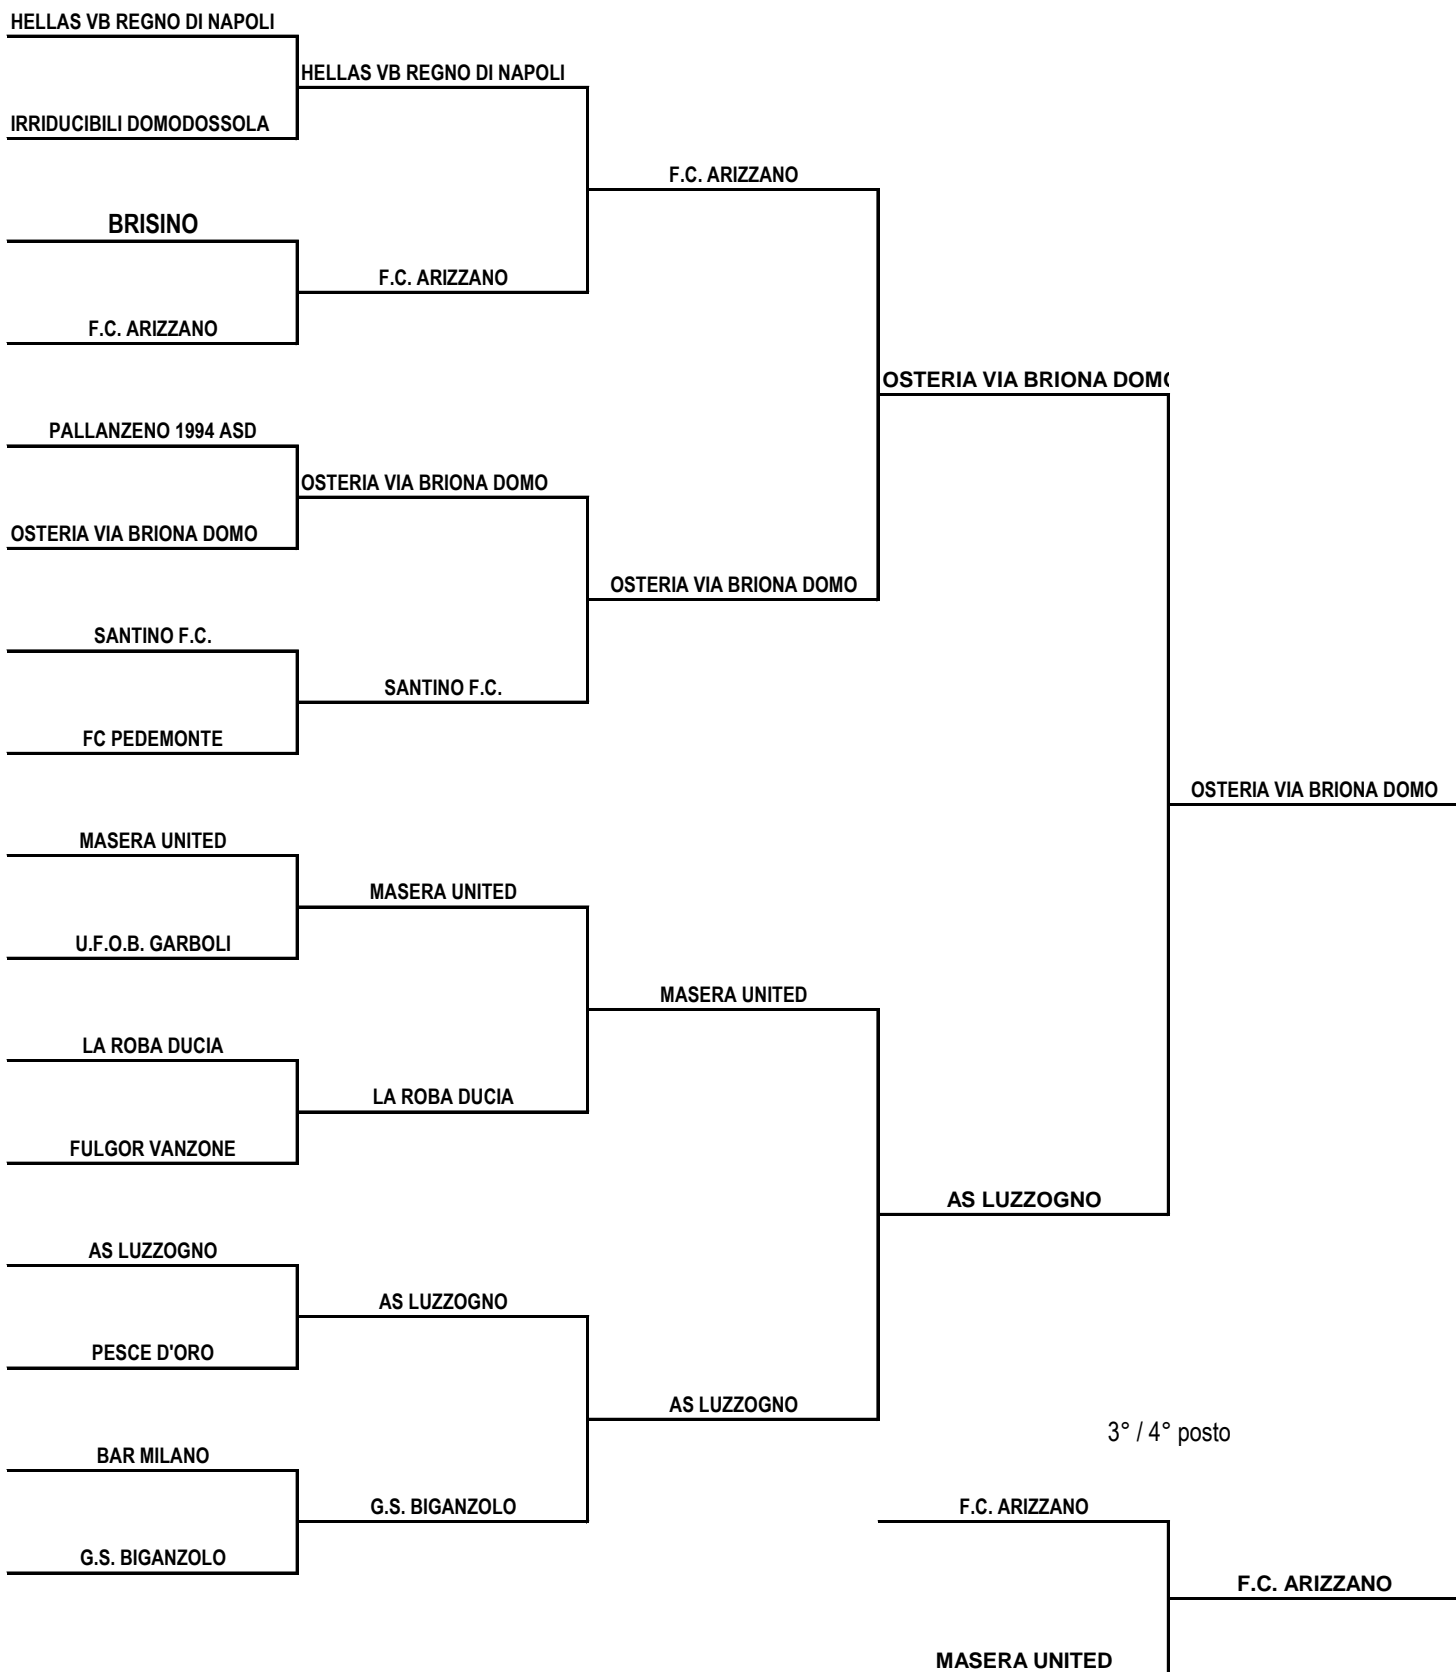 HELLAS VB REGNO DI NAPOLI
HELLAS VB REGNO DI NAPOLI
IRRIDUCIBILI DOMODOSSOLA
F.C. ARIZZANO
BRISINO
F.C. ARIZZANO
F.C. ARIZZANO
OSTERIA VIA BRIONA DOMO
PALLANZENO 1994 ASD
OSTERIA VIA BRIONA DOMO
OSTERIA VIA BRIONA DOMO
OSTERIA VIA BRIONA DOMO
SANTINO F.C.
SANTINO F.C.
FC PEDEMONTE
OSTERIA VIA BRIONA DOMO
MASERA UNITED
MASERA UNITED
U.F.O.B. GARBOLI
MASERA UNITED
LA ROBA DUCIA
LA ROBA DUCIA
FULGOR VANZONE
AS LUZZOGNO
AS LUZZOGNO
AS LUZZOGNO
PESCE D'ORO
AS LUZZOGNO
3° / 4° posto
BAR MILANO
G.S. BIGANZOLO
F.C. ARIZZANO
G.S. BIGANZOLO
F.C. ARIZZANO
MASERA UNITED